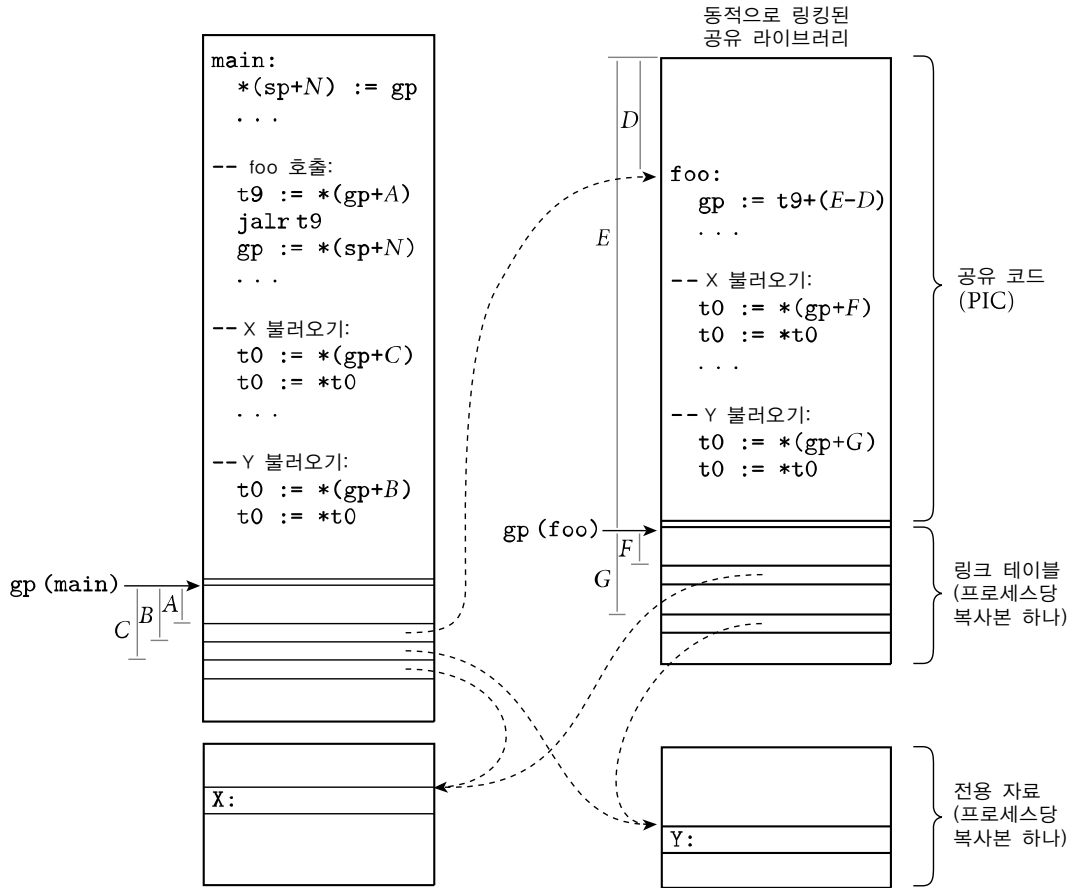 main:
*(sp+N) := gp
. . .
-- foo 호출:
t9 := *(gp+A)
jalr t9
gp := *(sp+N)
. . .
-- X 불러오기:
t0 := *(gp+C)
t0 := *t0
. . .
-- Y 불러오기:
t0 := *(gp+B)
t0 := *t0
gp (main)
A
B
C
X:
동적으로 링킹된
공유 라이브러리
D
E
foo:
gp := t9+(E-D)
. . .
-- X 불러오기:
t0 := *(gp+F)
t0 := *t0
. . .
-- Y 불러오기:
t0 := *(gp+G)
t0 := *t0
gp (foo)
F
G
Y:
공유 코드
(PIC)
링크 테이블
(프로세스당
복사본 하나)
전용 자료
(프로세스당
복사본 하나)